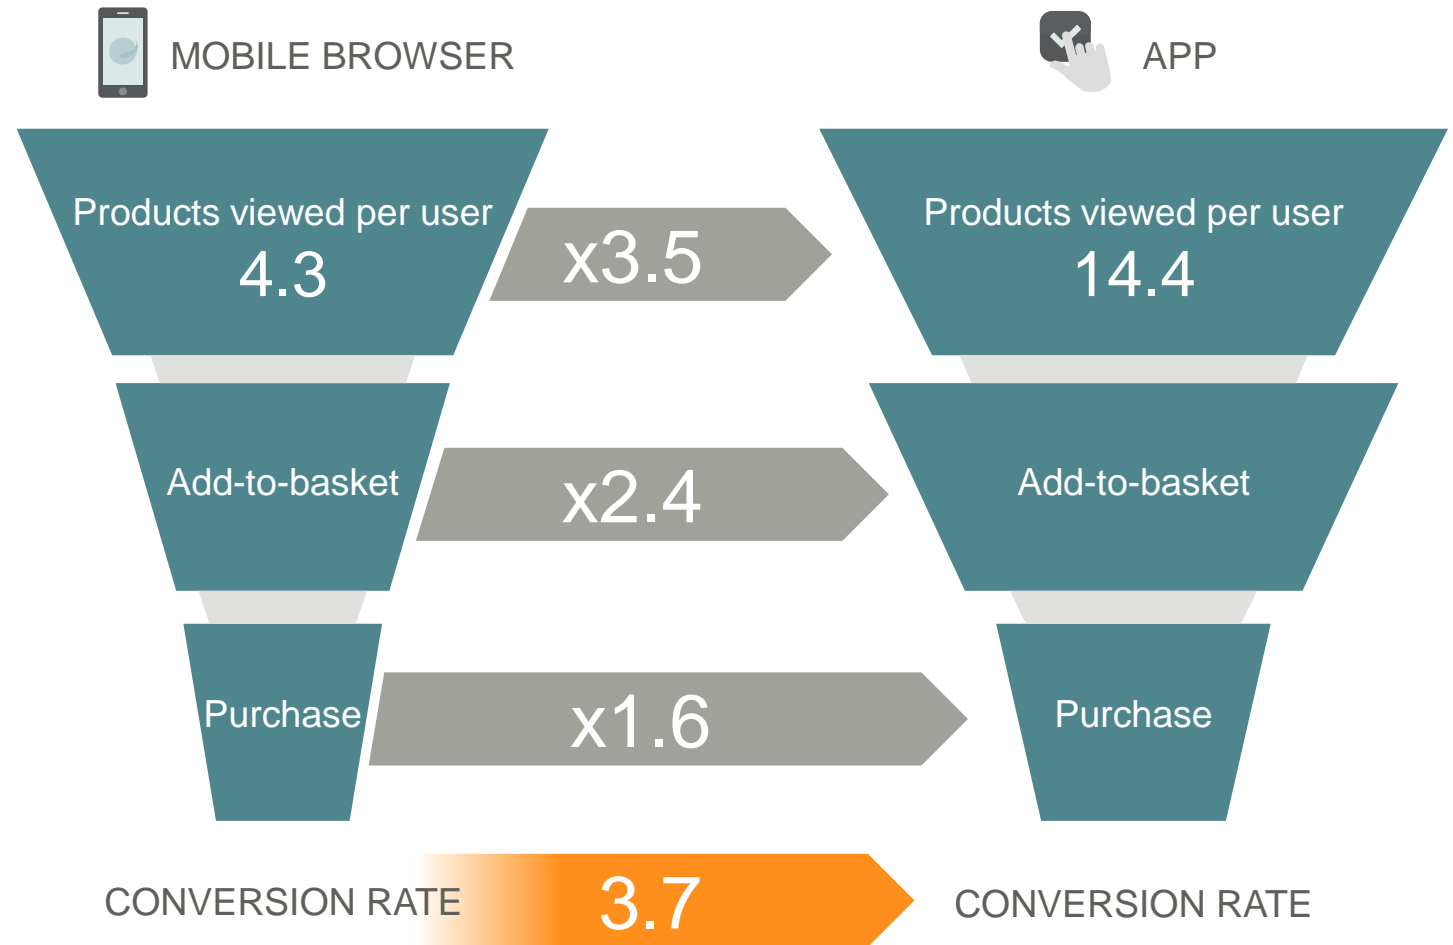 MOBILE BROWSER
APP
Products viewed per user
4.3
x3.5
Products viewed per user
14.4
Add-to-basket
x2.4
Add-to-basket
Purchase
x1.6
Purchase
CONVERSION RATE
3.7
CONVERSION RATE